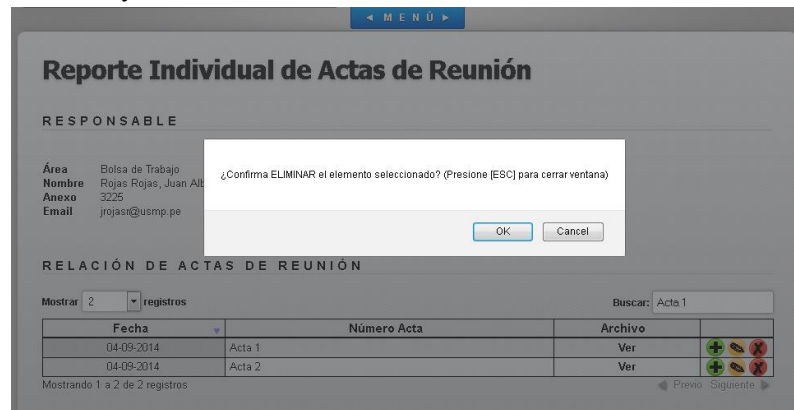 ◄ M E N Ú ►
Reporte Individual de Actas de Reunión
RESPONSABLE
Área Bolsa de Trabajo
Nombre Rojas Rojas, Juan Alb
Anexo 3225
Email jrojasr@usmp.pe
¿Confirma ELIMINAR el elemento seleccionado? (Presione [ESC] para cerrar ventana)
OK Cancel
RELACIÓN DE ACTAS DE REUNIÓN
Mostrar 2 registros Buscar: Acta 1
Fecha Número Acta Archivo
04-09-2014 Acta 1 Ver
04-09-2014 Acta 2 Ver
Mostrando 1 a 2 de 2 registros Previo Siguiente